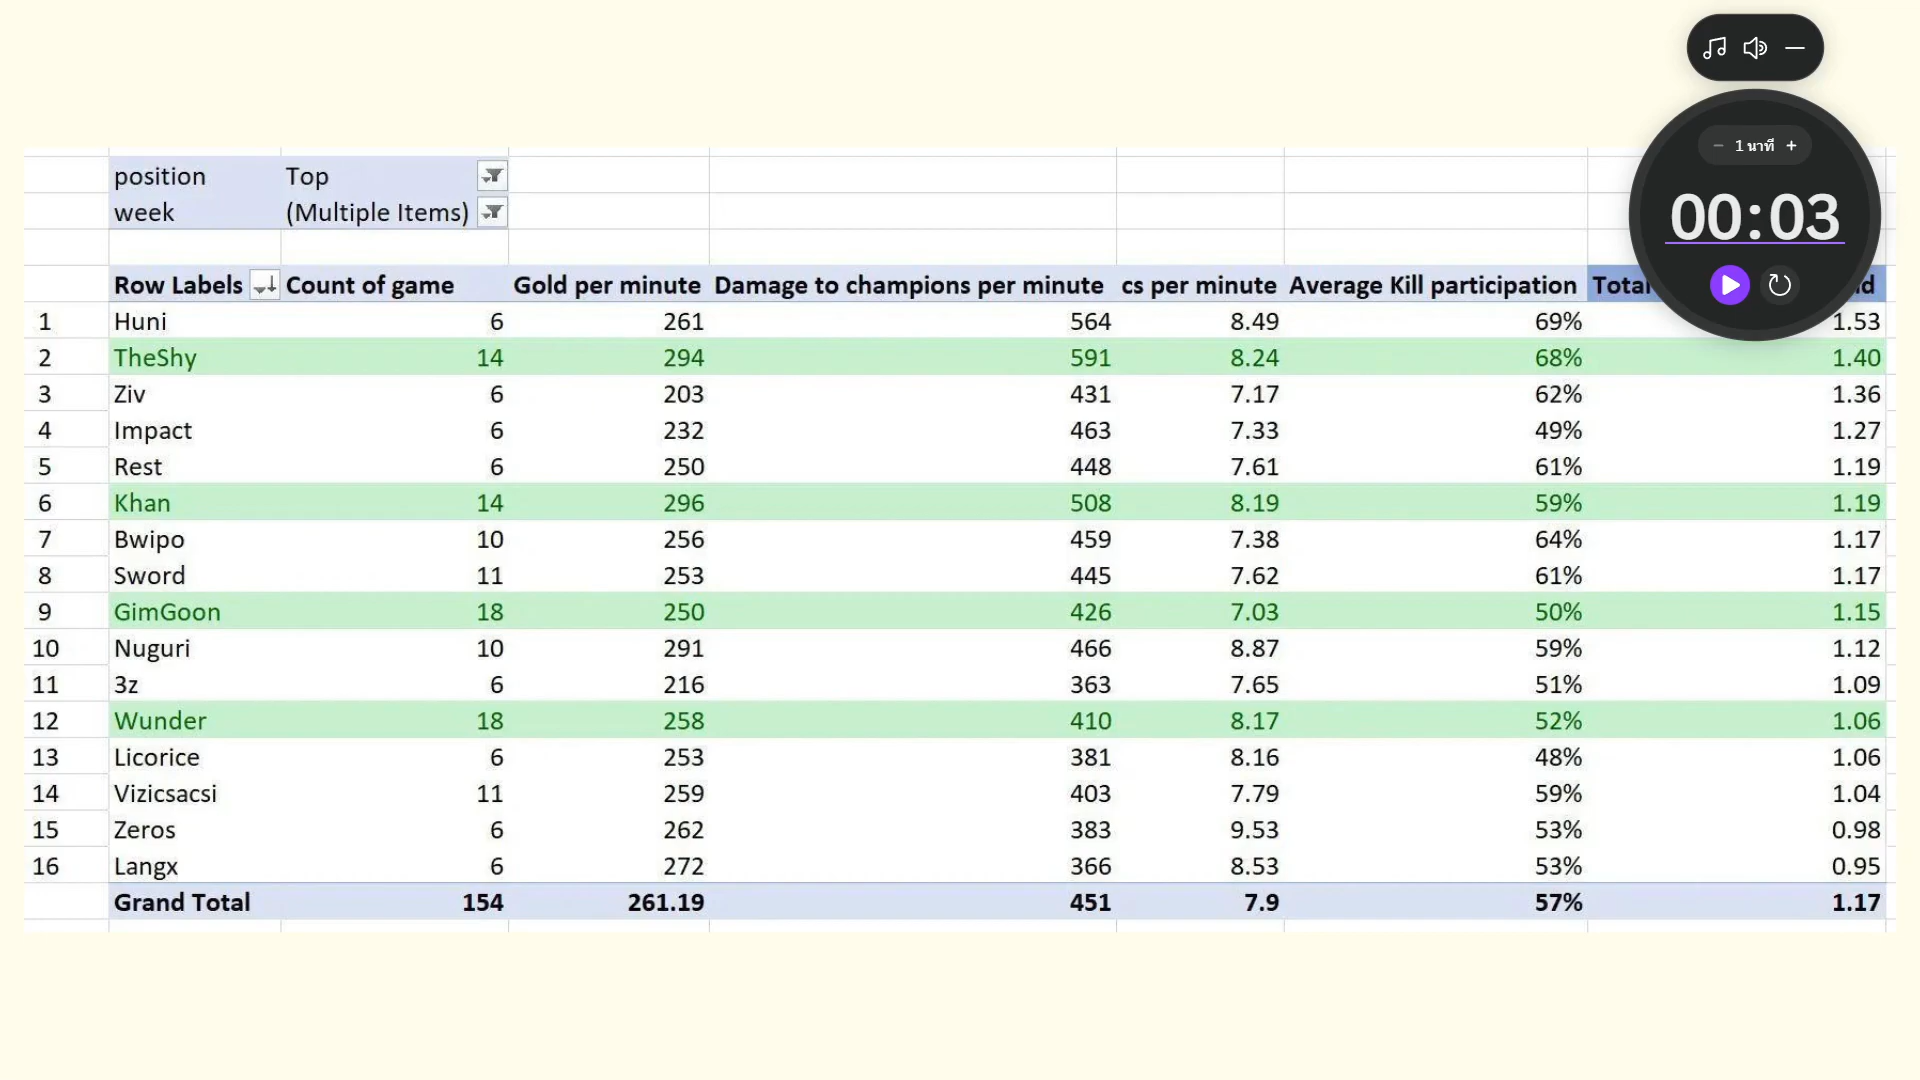 1 นาที
00:03
position Top
week (Multiple Items)
Row Labels Count of game Gold per minute Damage to champions per minute cs per minute Average Kill participation Total
1 Huni 6 261 564 8.49 69% 1.53
2 TheShy 14 294 591 8.24 68% 1.40
3 Ziv 6 203 431 7.17 62% 1.36
4 Impact 6 232 463 7.33 49% 1.27
5 Rest 6 250 448 7.61 61% 1.19
6 Khan 14 296 508 8.19 59% 1.19
7 Bwipo 10 256 459 7.38 64% 1.17
8 Sword 11 253 445 7.62 61% 1.17
9 GimGoon 18 250 426 7.03 50% 1.15
10 Nuguri 10 291 466 8.87 59% 1.12
11 3z 6 216 363 7.65 51% 1.09
12 Wunder 18 258 410 8.17 52% 1.06
13 Licorice 6 253 381 8.16 48% 1.06
14 Vizicsacsi 11 259 403 7.79 59% 1.04
15 Zeros 6 262 383 9.53 53% 0.98
16 Langx 6 272 366 8.53 53% 0.95
Grand Total 154 261.19 451 7.9 57% 1.17